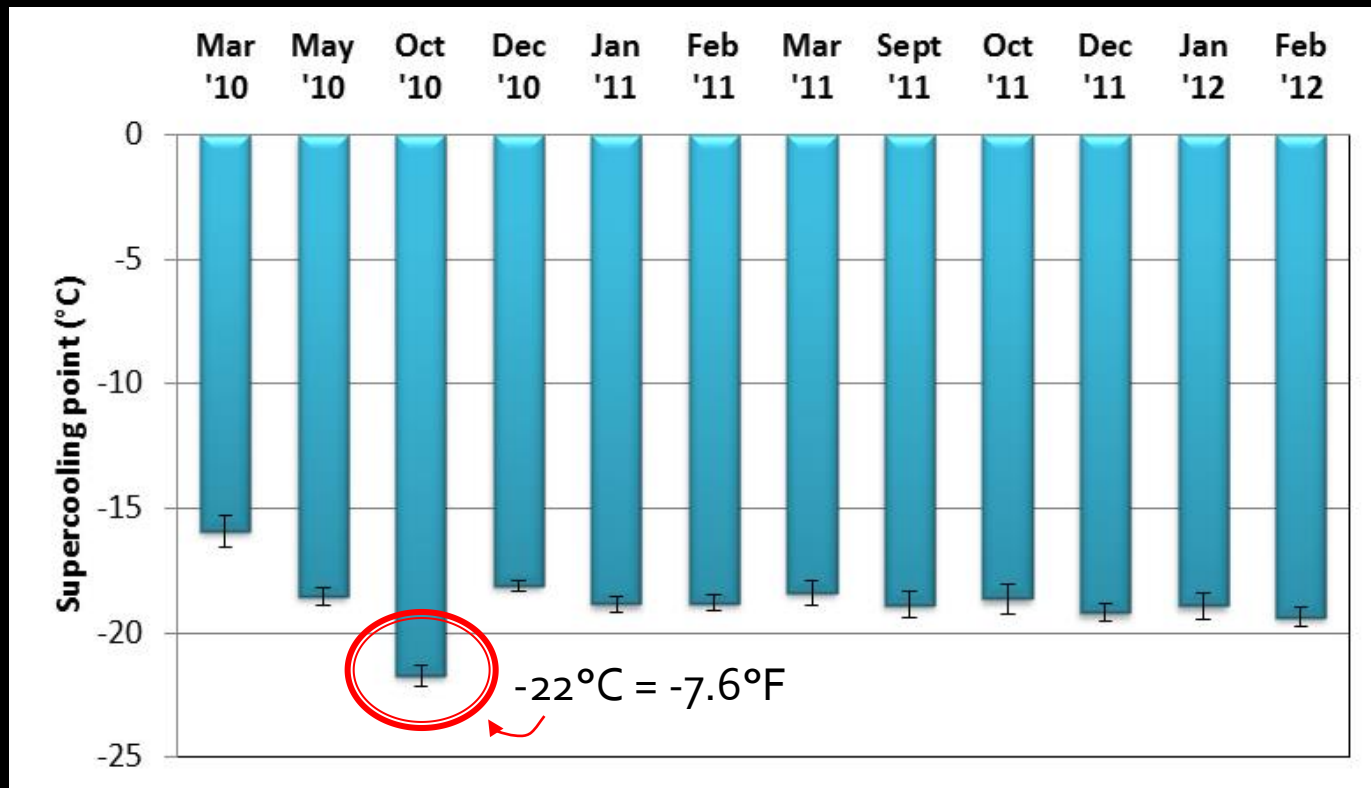 Mar May Oct Dec Jan Feb Mar Sept Oct Dec Jan Feb
'10 '10 '10 '10 '11 '11 '11 '11 '11 '11 '12 '12
0
-5
-10
-15
-20
-25
Supercooling point (°C)
-22°C = -7.6°F